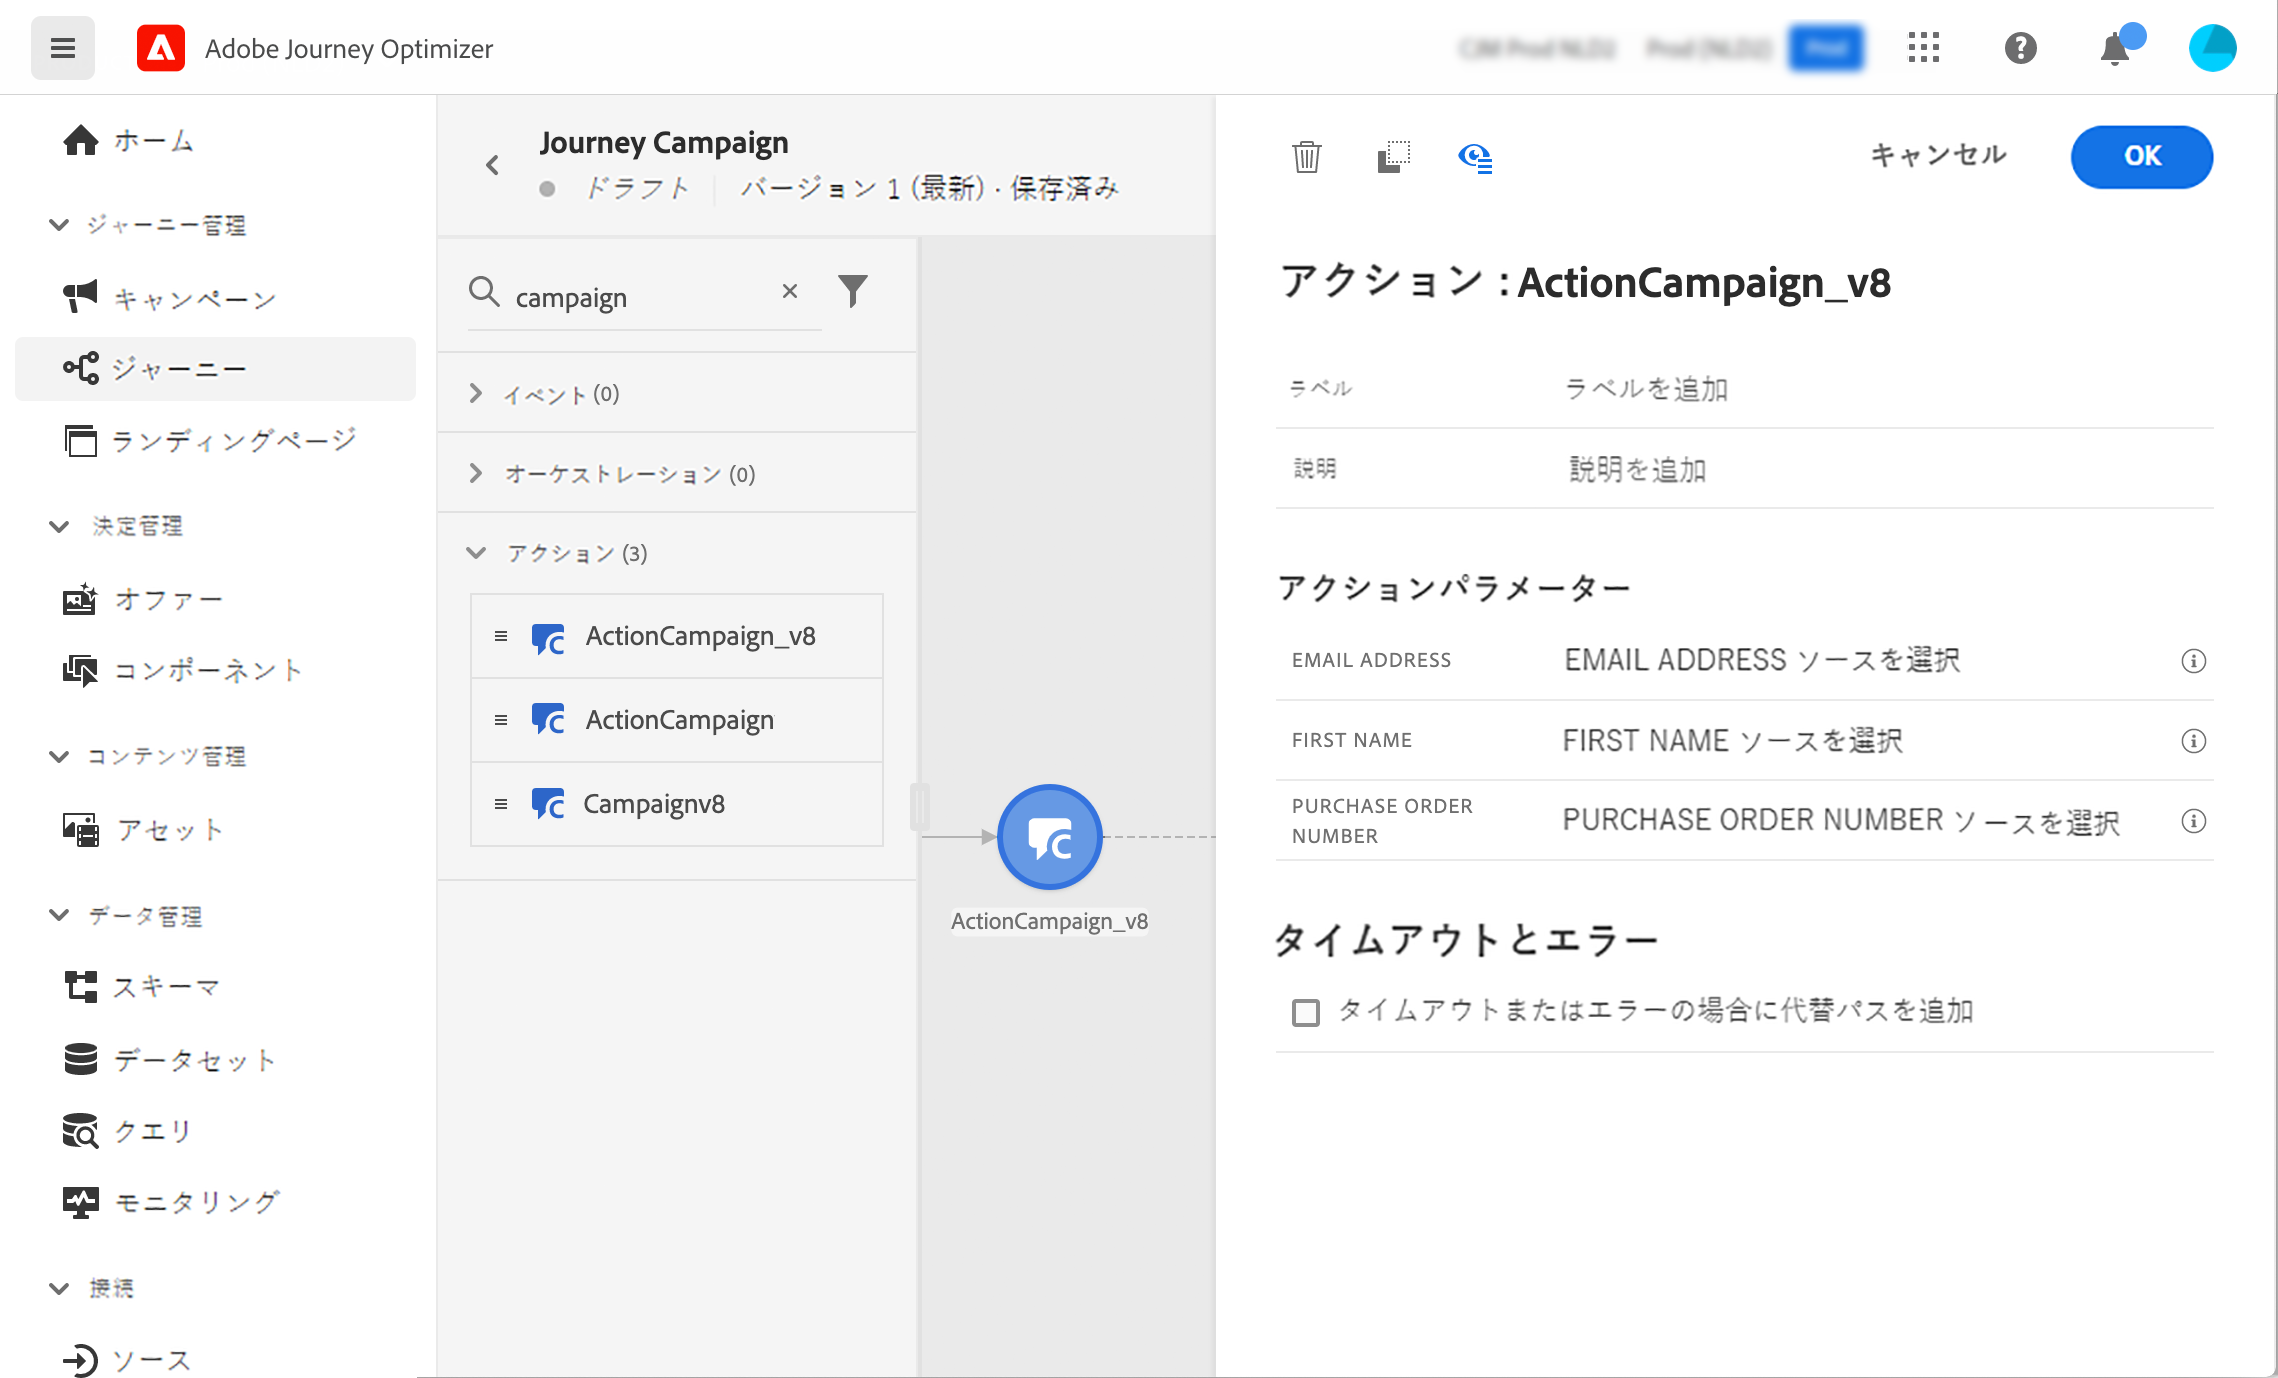 Adobe Journey Optimizer
ホーム
ジャーニー管理
キャンペーン
ジャーニー
ランディングページ
決定管理
オファー
コンポーネント
コンテンツ管理
アセット
データ管理
スキーマ
データセット
クエリ
モニタリング
接続
ソース
Journey Campaign
ドラフト
バージョン 1 (最新) · 保存済み
campaign
イベント (0)
オーケストレーション (0)
アクション (3)
ActionCampaign_v8
ActionCampaign
Campaignv8
ActionCampaign_v8
キャンセル
OK
アクション : ActionCampaign_v8
ラベル
ラベルを追加
説明
説明を追加
アクションパラメーター
EMAIL ADDRESS
EMAIL ADDRESS ソースを選択
FIRST NAME
FIRST NAME ソースを選択
PURCHASE ORDER
NUMBER
PURCHASE ORDER NUMBER ソースを選択
タイムアウトとエラー
タイムアウトまたはエラーの場合に代替パスを追加